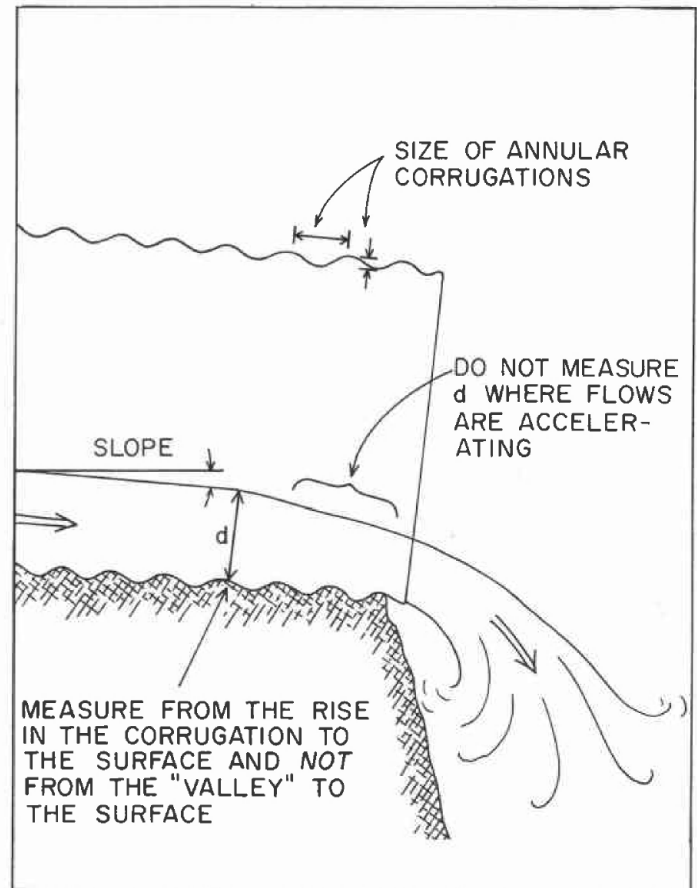 SIZE OF ANNULAR
CORRUGATIONS
DO NOT MEASURE
d WHERE FLOWS
ARE ACCELER-
ATING
SLOPE
d
MEASURE FROM THE RISE
IN THE CORRUGATION TO
THE SURFACE AND NOT
FROM THE "VALLEY" TO
THE SURFACE